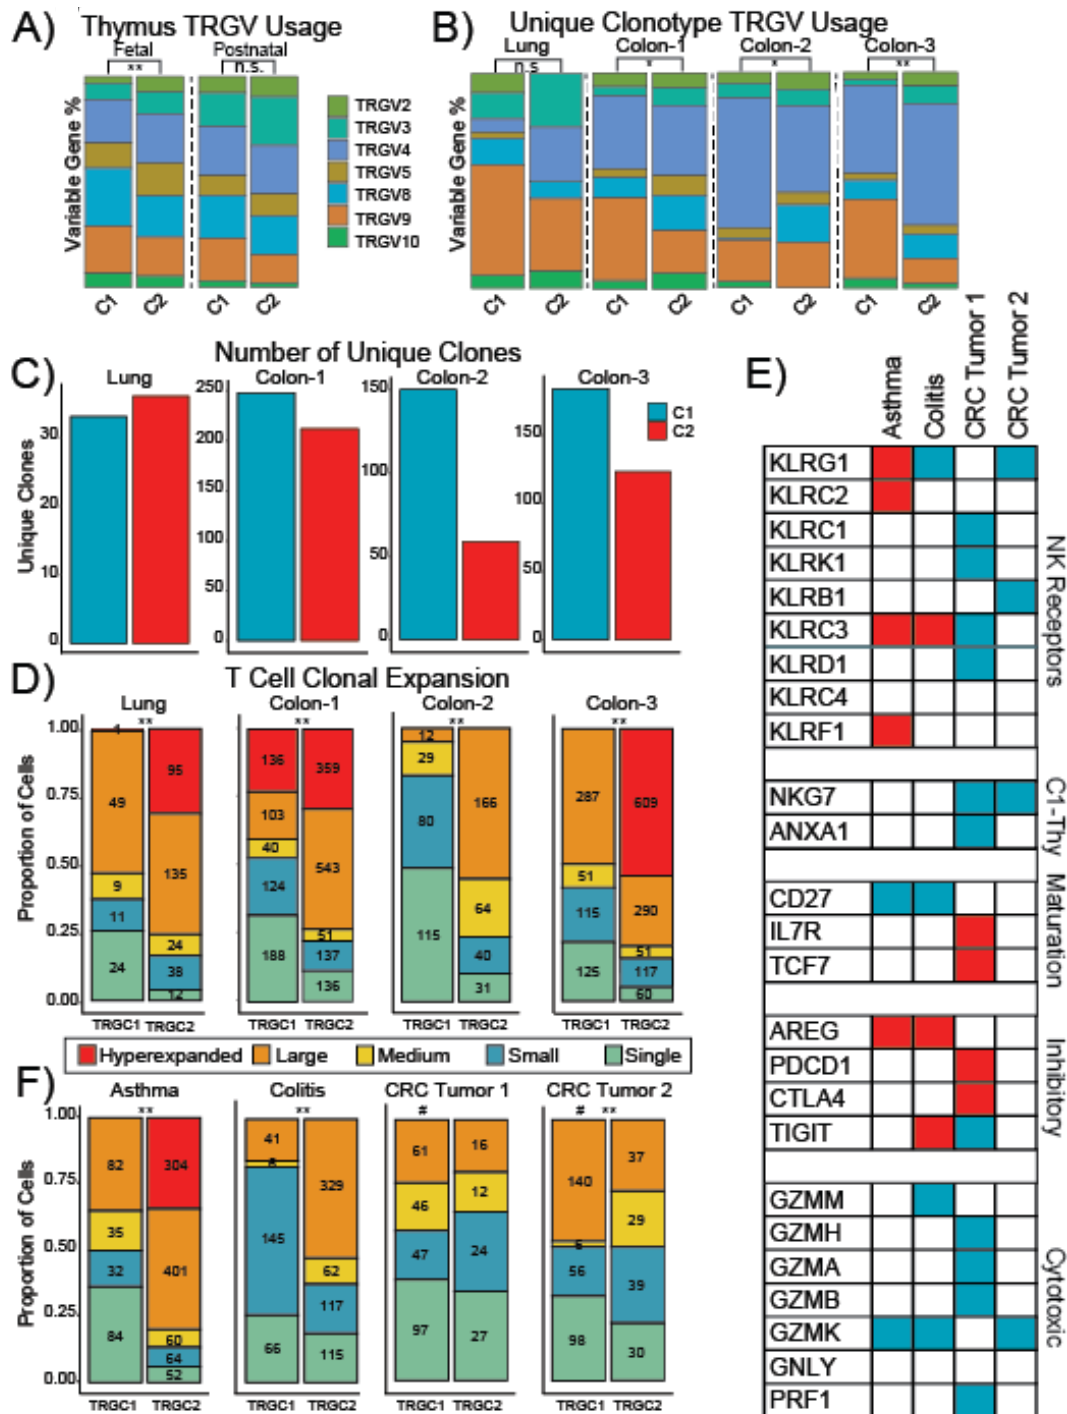 A) Thymus TRGV Usage
Fetal Postnatal
** n.s.
Variable Gene %
C1 C2 C1 C2
TRGV2
TRGV3
TRGV4
TRGV5
TRGV8
TRGV9
TRGV10
B) Unique Clonotype TRGV Usage
Lung Colon-1 Colon-2 Colon-3
n.s * * **
Variable Gene %
C1 C2 C1 C2 C1 C2 C1 C2
C) Number of Unique Clones
Lung Colon-1 Colon-2 Colon-3
Unique Clones
30
20
10
0
250
200
150
100
50
0
150
100
50
0
150
100
50
0
C1
C2
D) T Cell Clonal Expansion
Lung Colon-1 Colon-2 Colon-3
** ** ** **
Proportion of Cells
1.00
0.75
0.50
0.25
0.00
4
49
9
11
24
95
135
24
38
12
136
103
40
124
188
359
543
51
137
136
12
29
80
115
166
64
40
31
287
51
115
125
609
290
51
117
60
TRGC1 TRGC2 TRGC1 TRGC2 TRGC1 TRGC2 TRGC1 TRGC2
Hyperexpanded Large Medium Small Single
E)
Asthma
Colitis
CRC Tumor 1
CRC Tumor 2
KLRG1
KLRC2
KLRC1
KLRK1
KLRB1
KLRC3
KLRD1
KLRC4
KLRF1
NK Receptors
NKG7
ANXA1
C1-Thy
CD27
IL7R
TCF7
Maturation
AREG
PDCD1
CTLA4
TIGIT
Inhibitory
GZMM
GZMH
GZMA
GZMB
GZMK
GNLY
PRF1
Cytotoxic
F) Asthma Colitis CRC Tumor 1 CRC Tumor 2
** ** # # **
Proportion of Cells
1.00
0.75
0.50
0.25
0.00
82
35
32
84
304
401
60
64
52
41
145
66
329
62
117
115
61
46
47
97
16
12
24
27
140
56
98
37
29
39
30
TRGC1 TRGC2 TRGC1 TRGC2 TRGC1 TRGC2 TRGC1 TRGC2